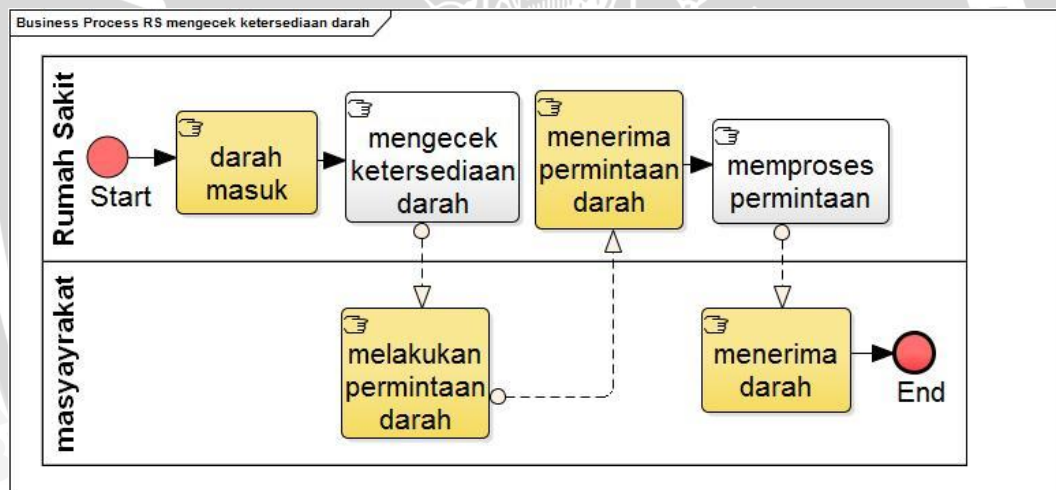 Business Process RS mengecek ketersediaan darah
Rumah Sakit
Start
darah
masuk
mengecek
ketersediaan
darah
menerima
permintaan
darah
memproses
permintaan
masyayrakat
melakukan
permintaan
darah
menerima
darah
End